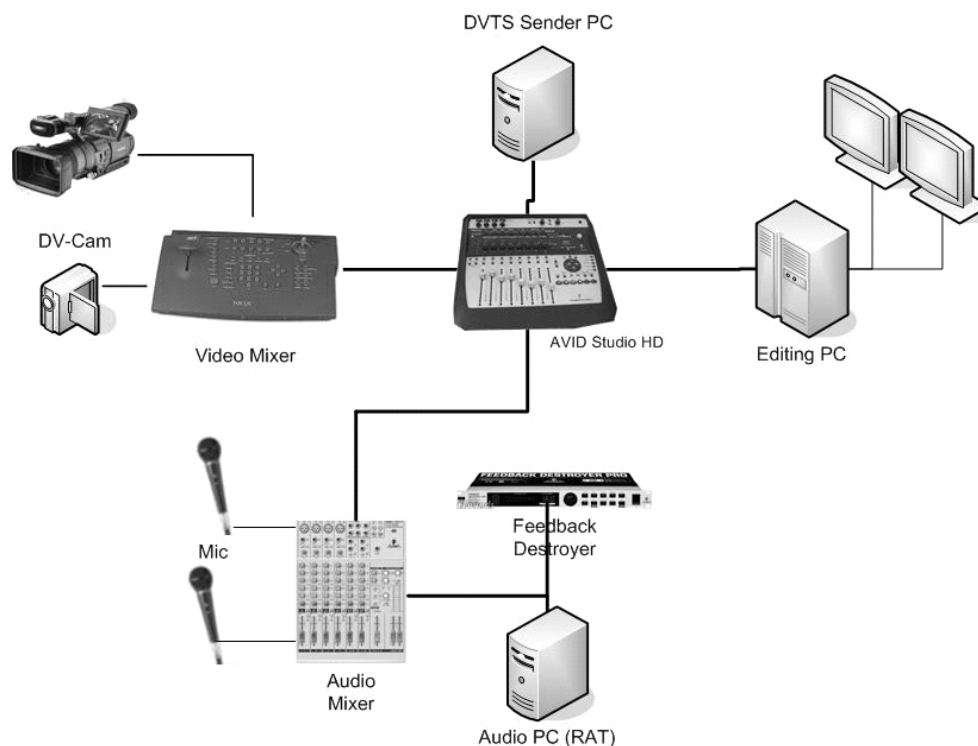 DVTS Sender PC
DV-Cam
Video Mixer
AVID Studio HD
Editing PC
Mic
FEEDBACK DESTROYER PRO
Feedback
Destroyer
Audio
Mixer
Audio PC (RAT)